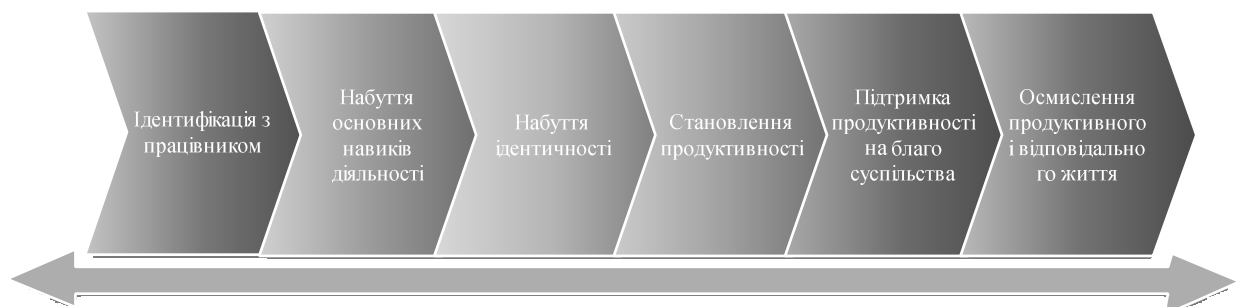 Ідентифікація з
працівником
Набуття
основних
навиків
діяльності
Набуття
ідентичності
Становлення
продуктивності
Підтримка
продуктивності
на благо
суспільства
Осмислення
продуктивного
і відповідально
го життя